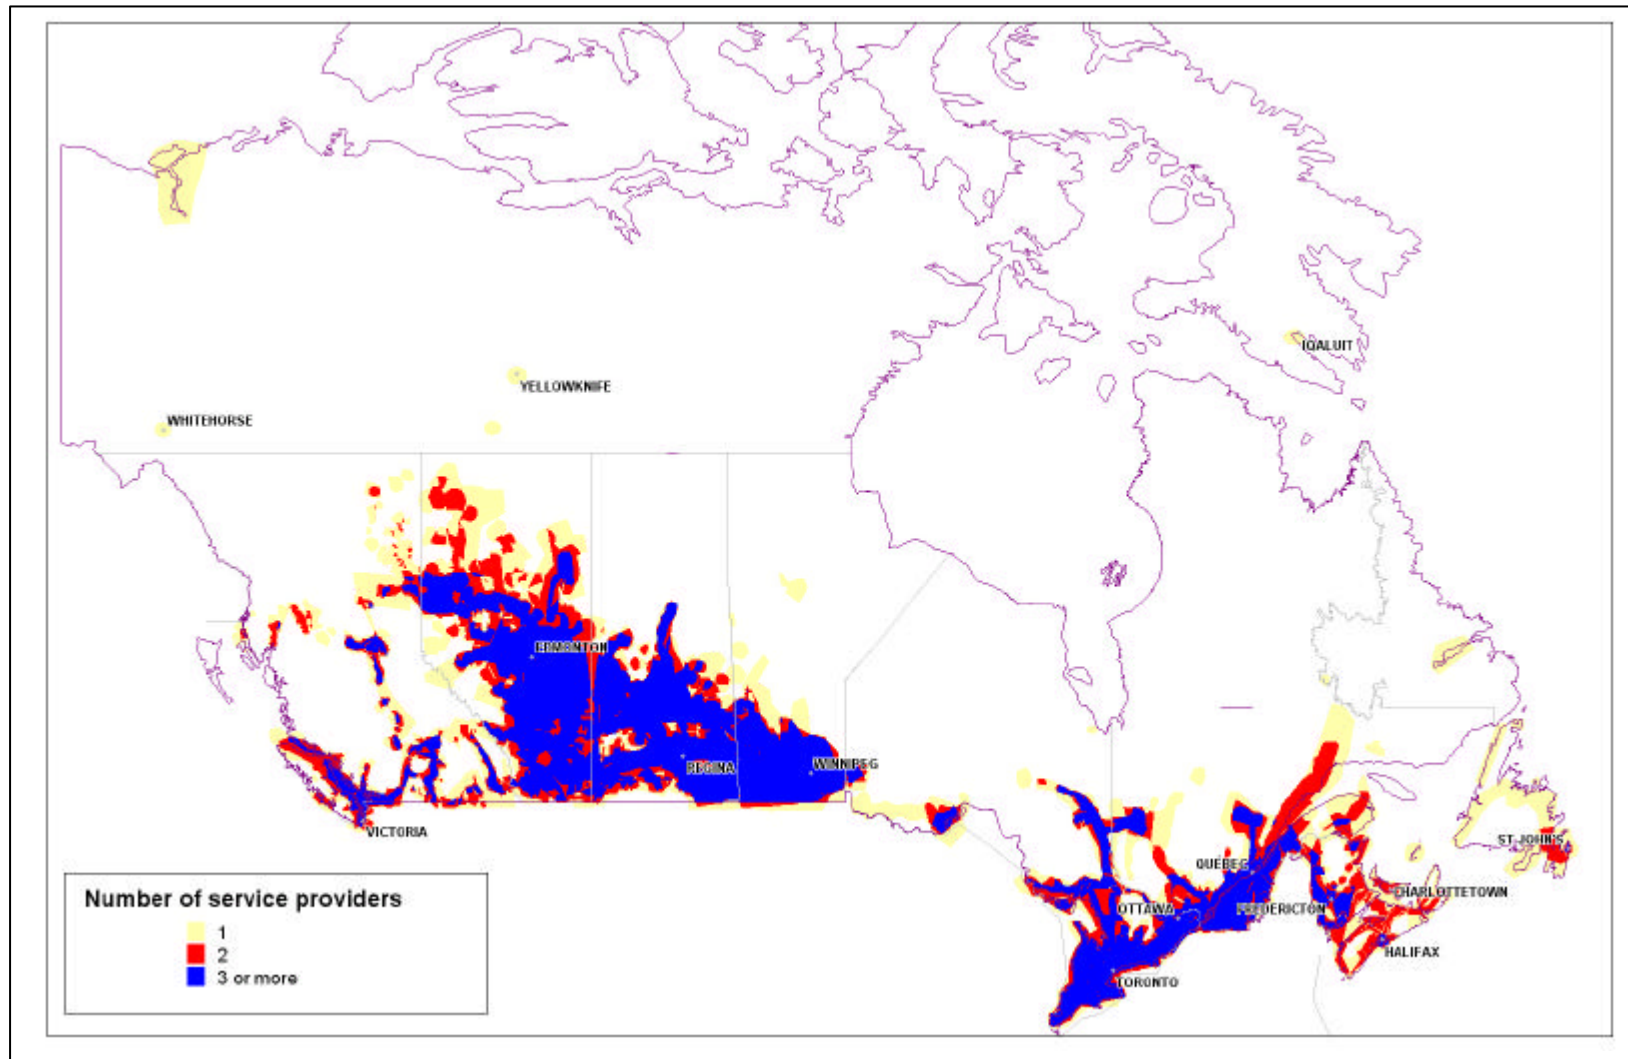 IQALUIT
YELLOWKNIFE
WHITEHORSE
EDMONTON
REGINA
WINNIPEG
VICTORIA
ST JOHN'S
QUÉBEC
CHARLOTTETOWN
OTTAWA
FREDERICTON
HALIFAX
TORONTO
Number of service providers
1
2
3 or more